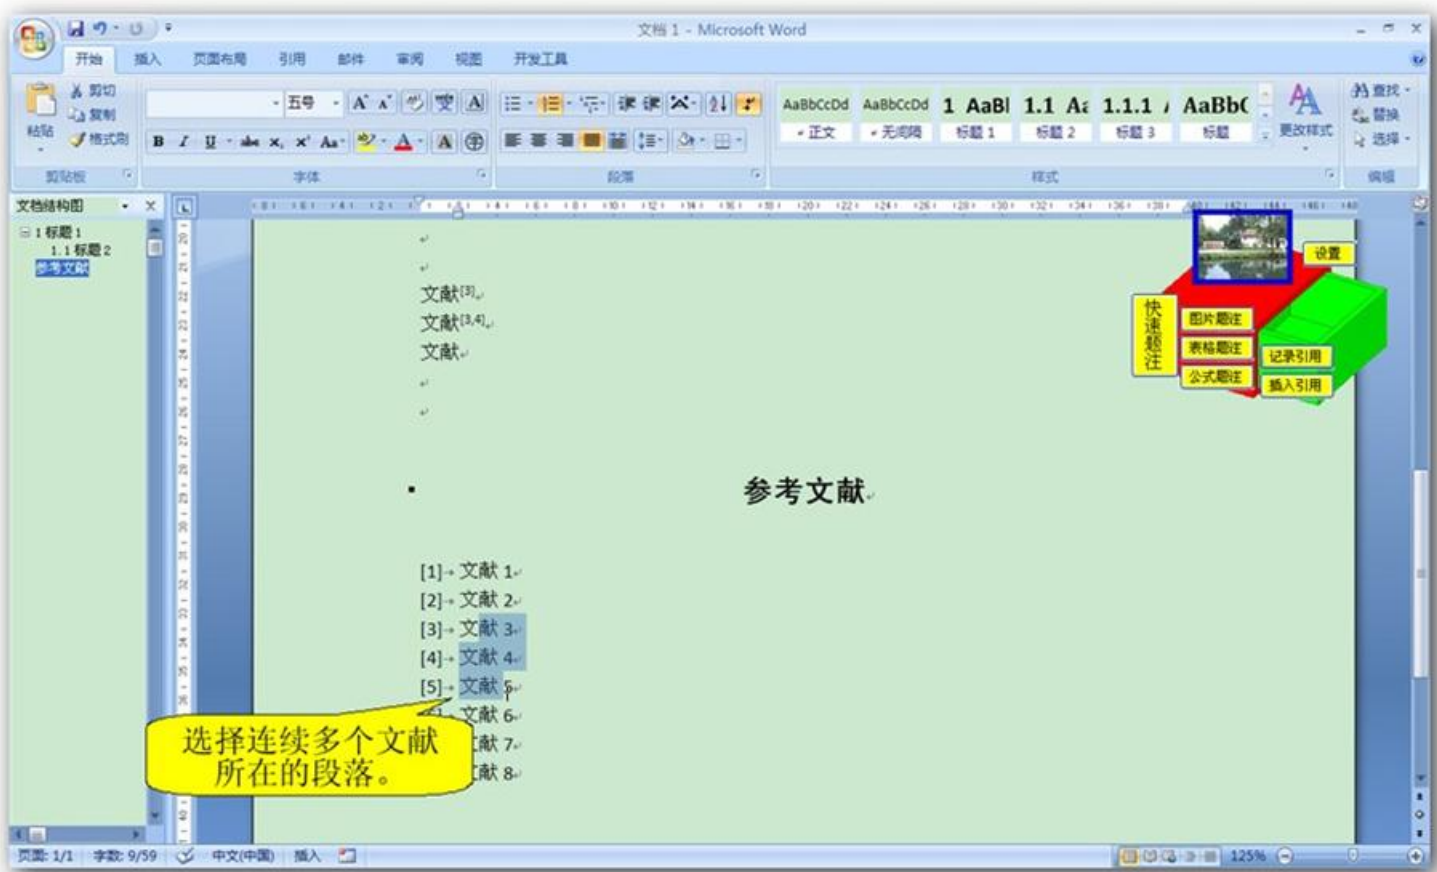 文档 1 - Microsoft Word
开始 插入 页面布局 引用 邮件 审阅 视图 开发工具
粘贴
剪切
复制
格式刷
剪贴板
五号
字体
段落
AaBbCcDd AaBbCcDd 1 AaBl 1.1 Aa 1.1.1 AaBb(
正文 无间隔 标题 1 标题 2 标题 3 标题
更改样式
样式
查找
替换
选择
编辑
文档结构图
1 标题 1
1.1 标题 2
参考文献
文献[3]
文献[3,4]
文献
参考文献
[1] 文献 1
[2] 文献 2
[3] 文献 3
[4] 文献 4
[5] 文献 5
文献 6
献 7
献 8
选择连续多个文献
所在的段落。
设置
快速题注
图片题注
表格题注
公式题注
记录引用
插入引用
页面: 1/1 字数: 9/59 中文(中国) 插入 125%